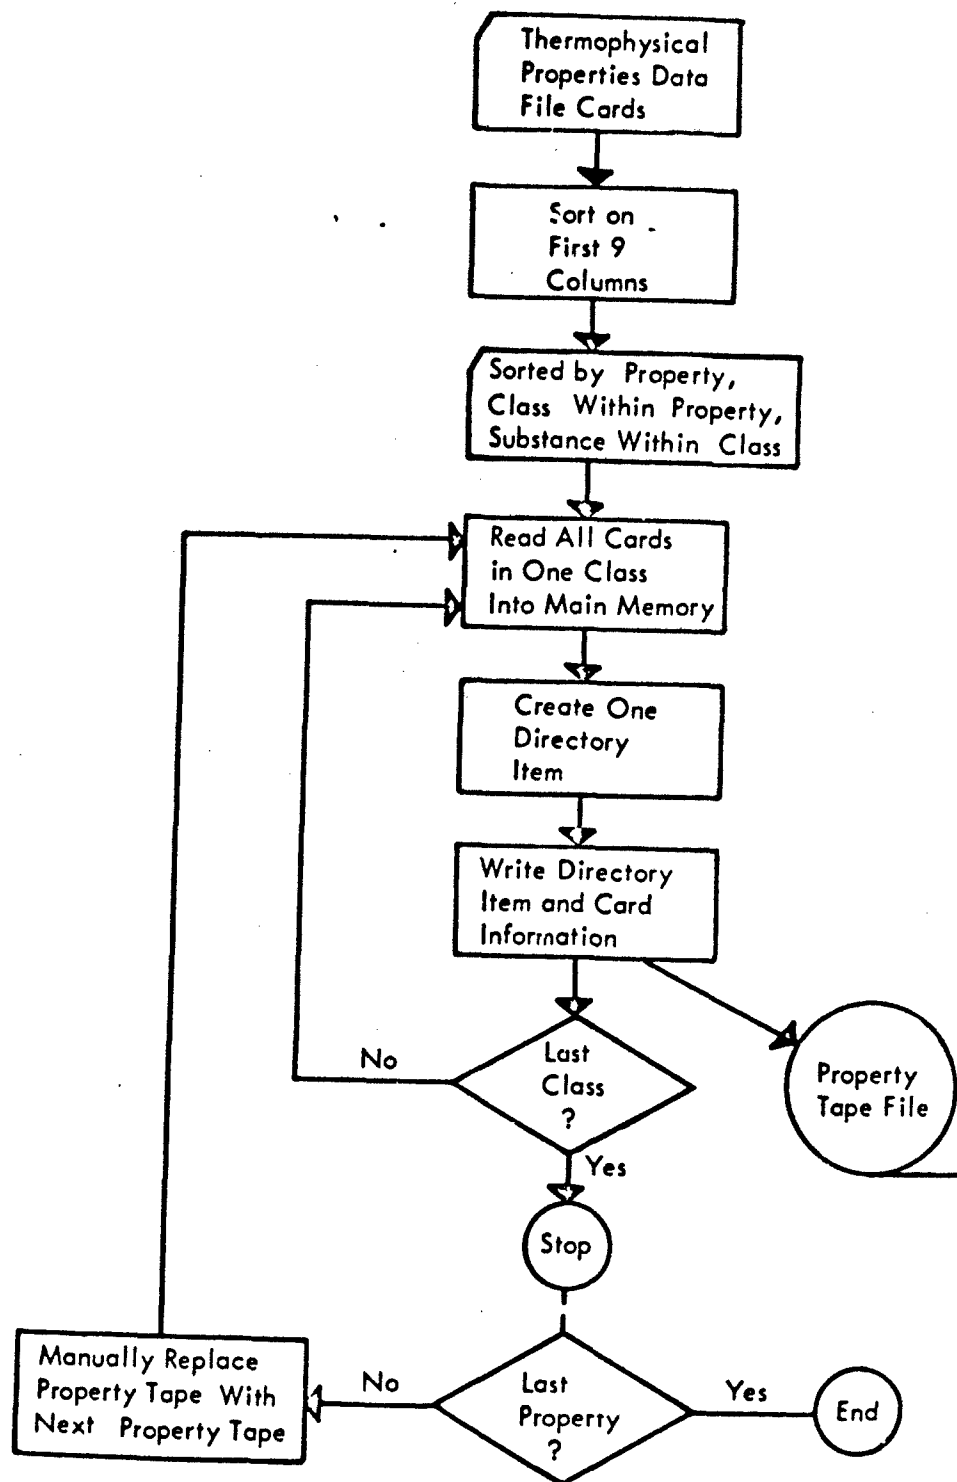 Thermophysical
Properties Data
File Cards
Sort on
First 9
Columns
Sorted by Property,
Class Within Property,
Substance Within Class
Read All Cards
in One Class
Into Main Memory
Create One
Directory
Item
Write Directory
Item and Card
Information
No
Last
Class
?
Property
Tape File
Yes
Stop
Manually Replace
Property Tape With
Next Property Tape
No
Last
Property
?
Yes
End